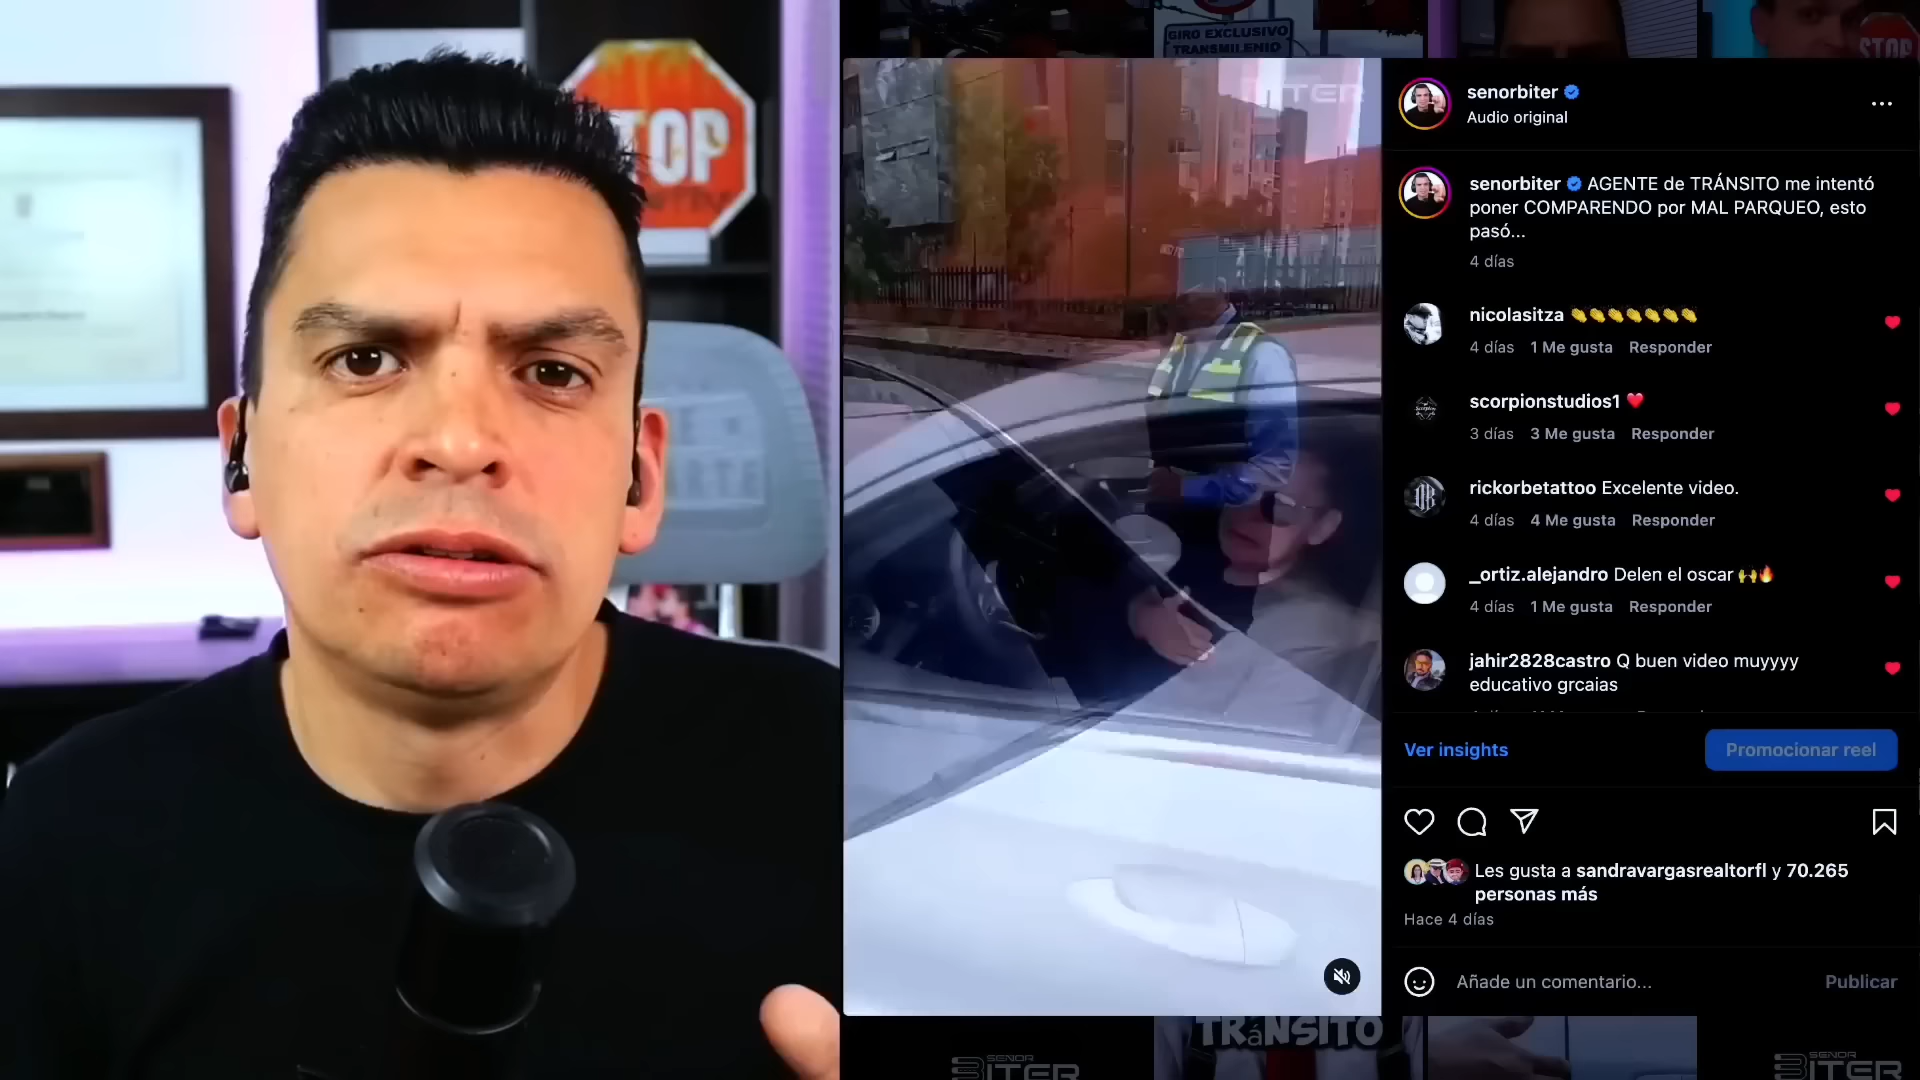 STOP
GIRO EXCLUSIVO
TRANSMILENIO
STOP
BITER
senorbiter
Audio original
senorbiter AGENTE de TRÁNSITO me intentó
poner COMPARENDO por MAL PARQUEO, esto
pasó...
4 días
nicolasitza 👏👏👏👏👏👏👏
4 días 1 Me gusta Responder
scorpionstudios1 ❤️
3 días 3 Me gusta Responder
rickorbetattoo Excelente video.
4 días 4 Me gusta Responder
_ortiz.alejandro Delen el oscar 🙌🔥
4 días 1 Me gusta Responder
jahir2828castro Q buen video muyyyy
educativo grcaias
Ver insights
Promocionar reel
Les gusta a sandravargasrealtorfl y 70.265
personas más
Hace 4 días
Añade un comentario...
Publicar
TRáNSITO
SENOR
BITER
SENOR
BITER